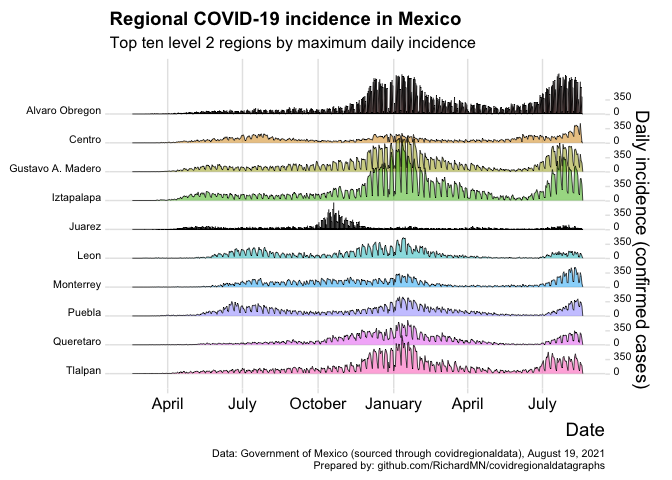 Regional COVID-19 incidence in Mexico
Top ten level 2 regions by maximum daily incidence
Alvaro Obregon
Centro
Gustavo A. Madero
Iztapalapa
Juarez
Leon
Monterrey
Puebla
Queretaro
Tlalpan
350
0
350
0
350
0
350
0
350
0
350
0
350
0
350
0
350
0
350
0
Daily incidence (confirmed cases)
April July October January April July
Date
Data: Government of Mexico (sourced through covidregionaldata), August 19, 2021
Prepared by: github.com/RichardMN/covidregionaldatagraphs